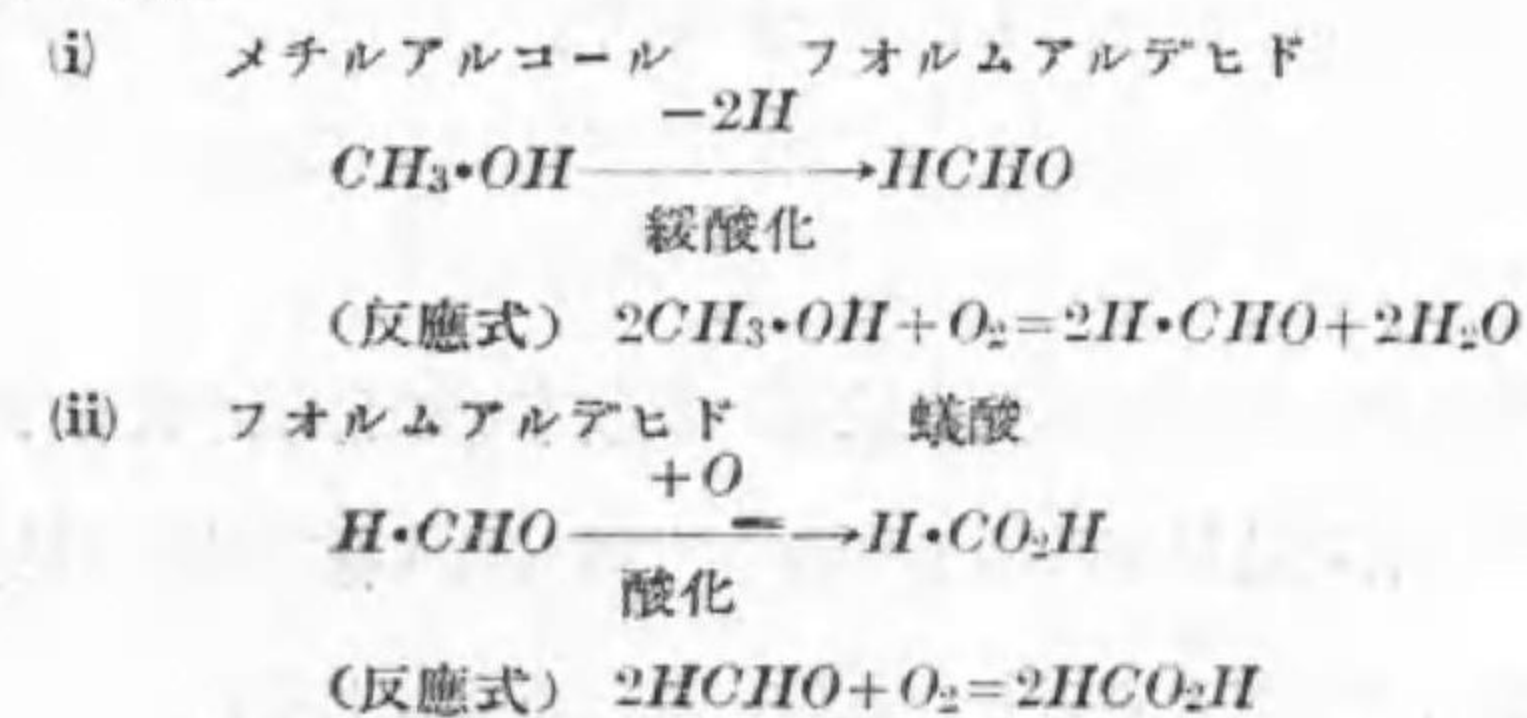 (i) メチルアルコール フオルムアルデヒド
−2H
CH₃•OH→HCHO
緩酸化
(反應式) 2CH₃•OH+O₂=2H•CHO+2H₂O
(ii) フオルムアルデヒド 蟻酸
+O
H•CHO→H•CO₂H
酸化
(反應式) 2HCHO+O₂=2HCO₂H